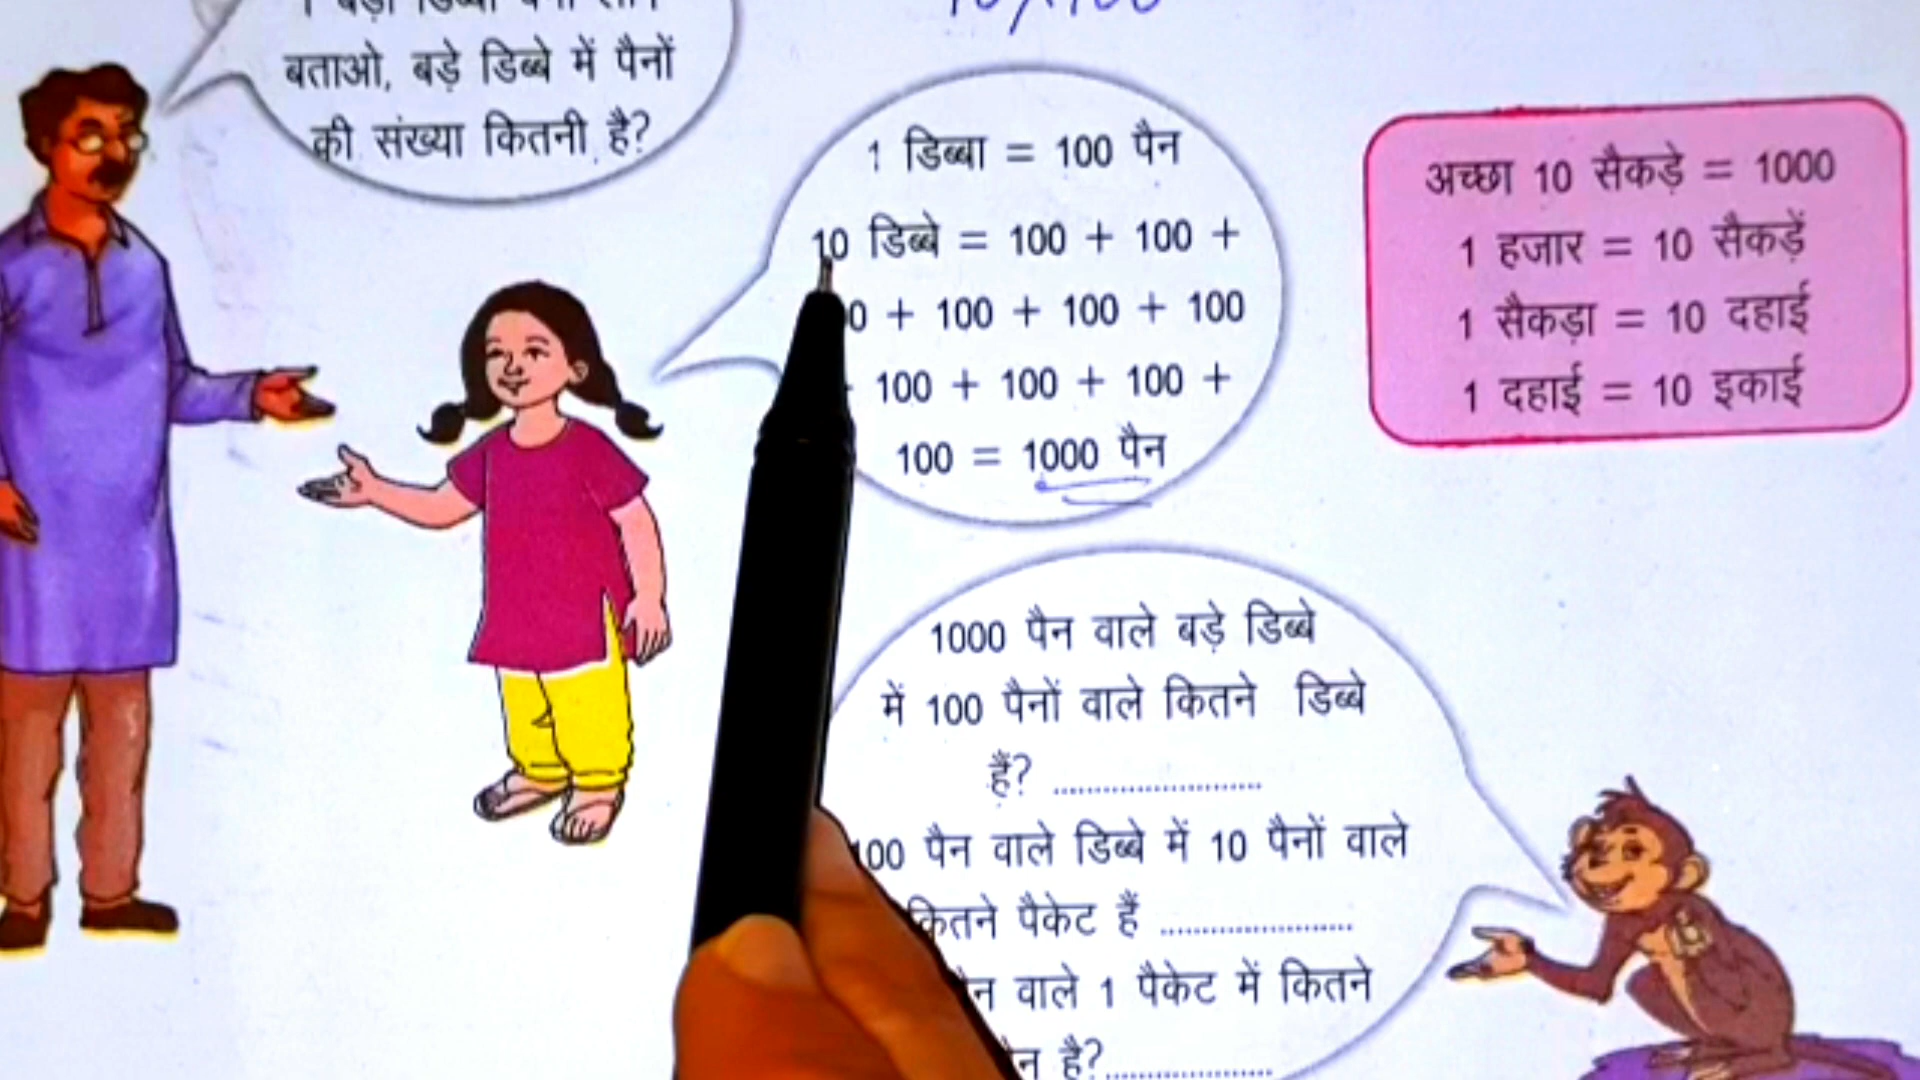 बताओ, बड़े डिब्बे में पैनों
की संख्या कितनी है?
1 डिब्बा = 100 पैन
10 डिब्बे = 100 + 100 +
+ 100 + 100 + 100
100 + 100 + 100 +
100 = 1000 पैन
अच्छा 10 सैकड़े = 1000
1 हजार = 10 सैकड़ें
1 सैकड़ा = 10 दहाई
1 दहाई = 10 इकाई
1000 पैन वाले बड़े डिब्बे
में 100 पैनों वाले कितने डिब्बे
हैं? ........................
100 पैन वाले डिब्बे में 10 पैनों वाले
कितने पैकेट हैं ......................
वाले 1 पैकेट में कितने
है?...................